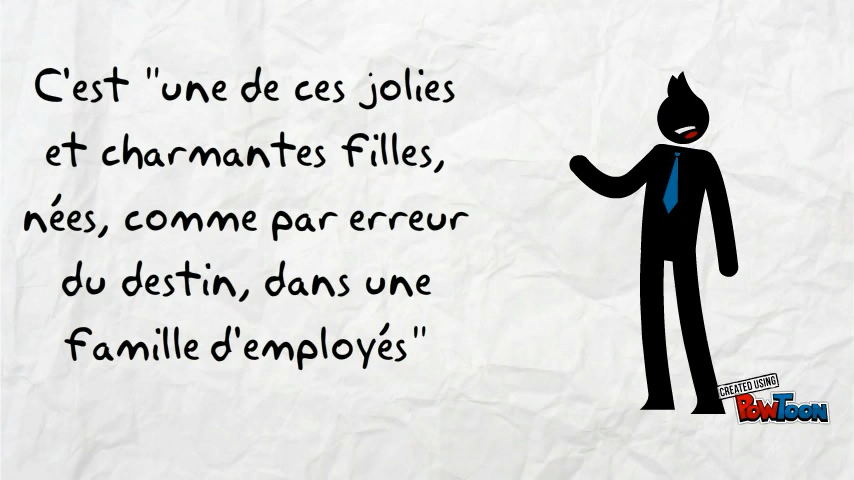 C'est "une de ces jolies
et charmantes filles,
nées, comme par erreur
du destin, dans une
famille d'employés"
CREATED USING
POWTOON